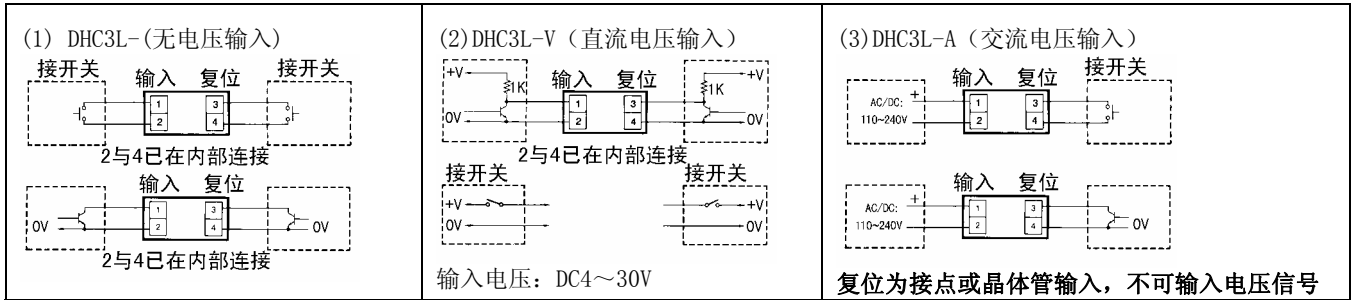 (1) DHC3L-(无电压输入)
接开关 输入 复位 接开关
1 3
2 4
2与4已在内部连接
输入 复位
1 3
0V 2 4 0V
2与4已在内部连接
(2)DHC3L-V（直流电压输入）
+V 输入 复位 +V
1K 1K
1 3
0V 2 4 0V
2与4已在内部连接
接开关 接开关
+V +V
0V 0V
输入电压：DC4～30V
(3)DHC3L-A（交流电压输入）
输入 复位 接开关
AC/DC: + 1 3
110~240V 2 4
输入 复位
AC/DC: + 1 3
110~240V 2 4 0V
复位为接点或晶体管输入，不可输入电压信号